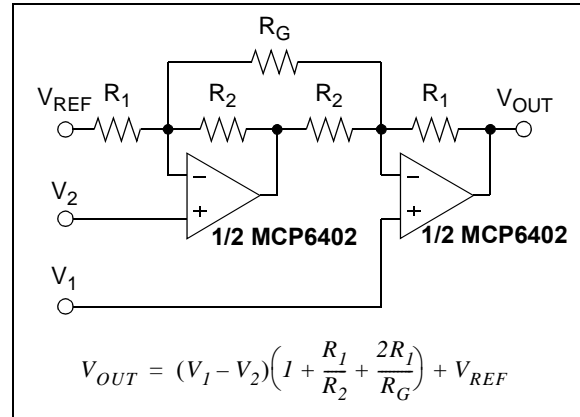 R_G
V_REF R_1 R_2 R_2 R_1 V_OUT
V_2
− + − +
1/2 MCP6402 1/2 MCP6402
V_1
V_OUT = (V_1 – V_2)(1 + R_1/R_2 + 2R_1/R_G) + V_REF